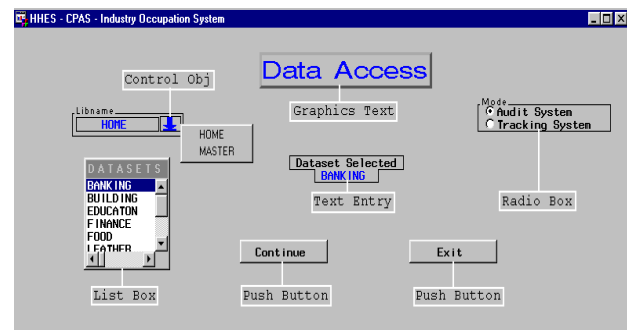 HHES - CPAS - Industry Occupation System
Data Access
Control Obj
Libname
HOME
HOME
MASTER
Graphics Text
Mode
Audit System
Tracking System
DATASETS
BANKING
BUILDING
EDUCATON
FINANCE
FOOD
LEATHER
Dataset Selected
BANKING
Text Entry
Radio Box
Continue
Exit
List Box
Push Button
Push Button